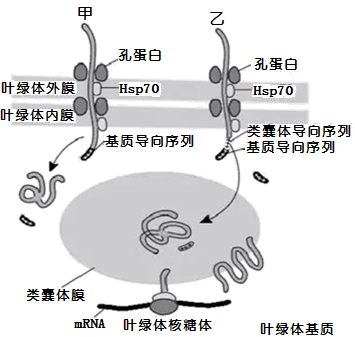 甲
乙
孔蛋白
孔蛋白
叶绿体外膜
Hsp70
Hsp70
叶绿体内膜
类囊体导向序列
基质导向序列
基质导向序列
类囊体膜
mRNA
叶绿体核糖体
叶绿体基质